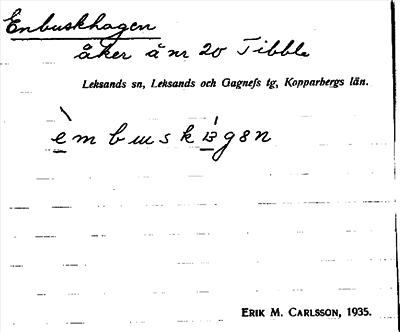 Enbuskhagen
åker å nr 20 Tibble
Leksands sn, Leksands och Gagnefs tg, Kopparbergs län.
ERIK M. CARLSSON, 1935.